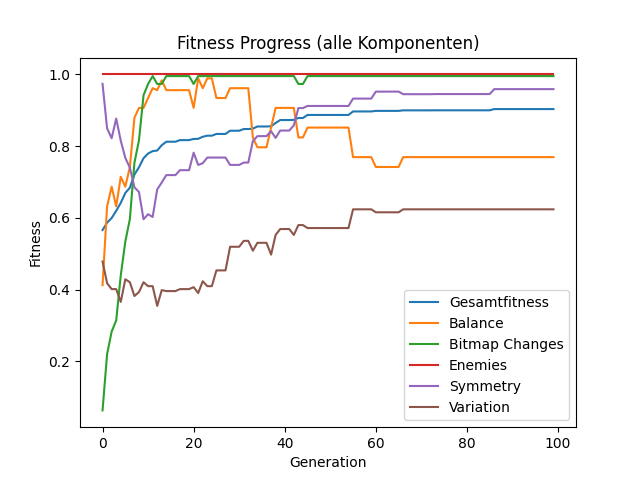 Fitness Progress (alle Komponenten)
Fitness
1.0
0.8
0.6
0.4
0.2
0 20 40 60 80 100
Generation
Gesamtfitness
Balance
Bitmap Changes
Enemies
Symmetry
Variation